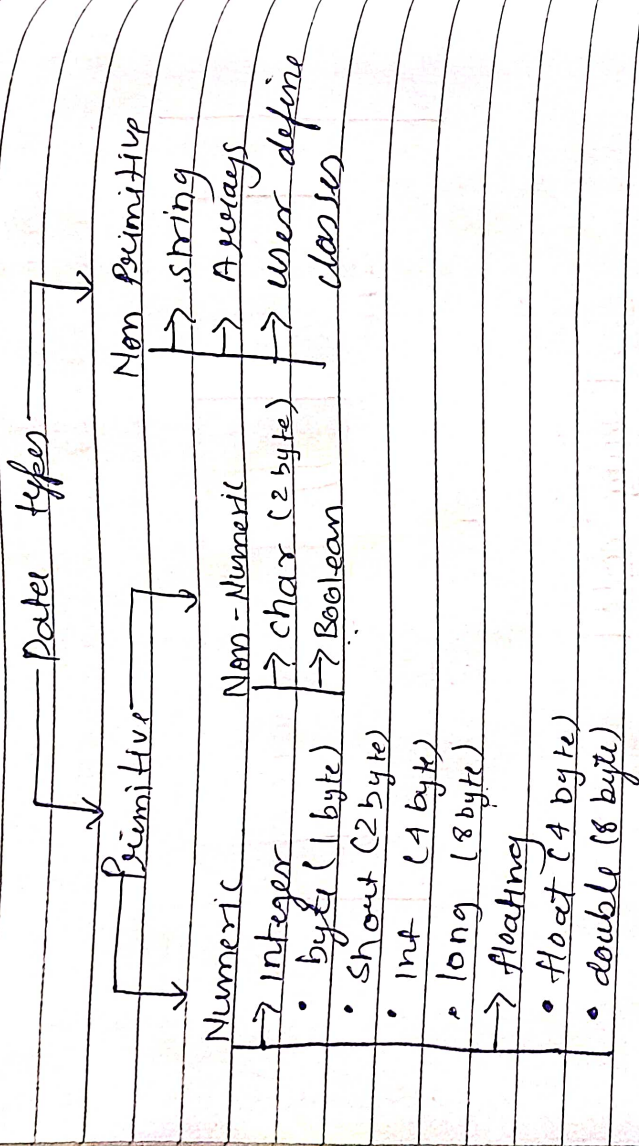 Data types
Primitive
Non Primitive
Numeric
→ Integer
• byte (1 byte)
• Short (2 byte)
• Int (4 byte)
• long (8 byte)
→ floating
• float (4 byte)
• double (8 byte)
Non-Numeric
→ Char (2 byte)
→ Boolean
→ String
→ Arrays
→ user define
classes